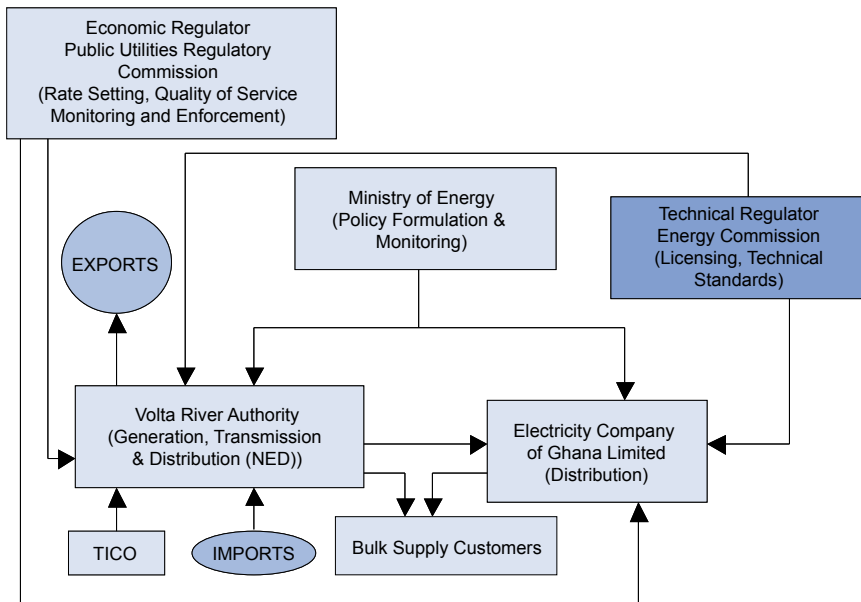 Economic Regulator
Public Utilities Regulatory
Commission
(Rate Setting, Quality of Service
Monitoring and Enforcement)
Ministry of Energy
(Policy Formulation &
Monitoring)
Technical Regulator
Energy Commission
(Licensing, Technical
Standards)
EXPORTS
Volta River Authority
(Generation, Transmission
& Distribution (NED))
Electricity Company
of Ghana Limited
(Distribution)
TICO
IMPORTS
Bulk Supply Customers